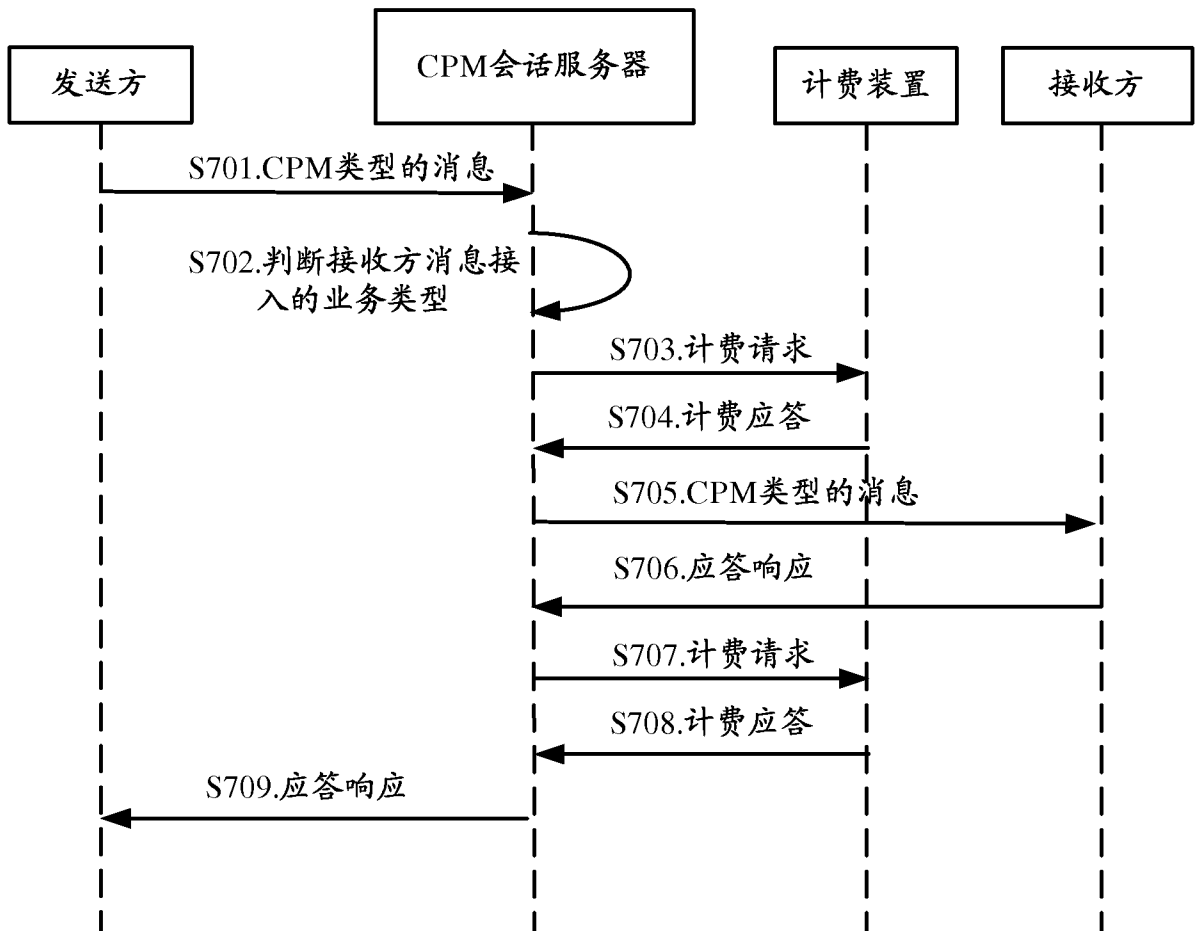 发送方
CPM会话服务器
计费装置
接收方
S701.CPM类型的消息
S702.判断接收方消息接
入的业务类型
S703.计费请求
S704.计费应答
S705.CPM类型的消息
S706.应答响应
S707.计费请求
S708.计费应答
S709.应答响应